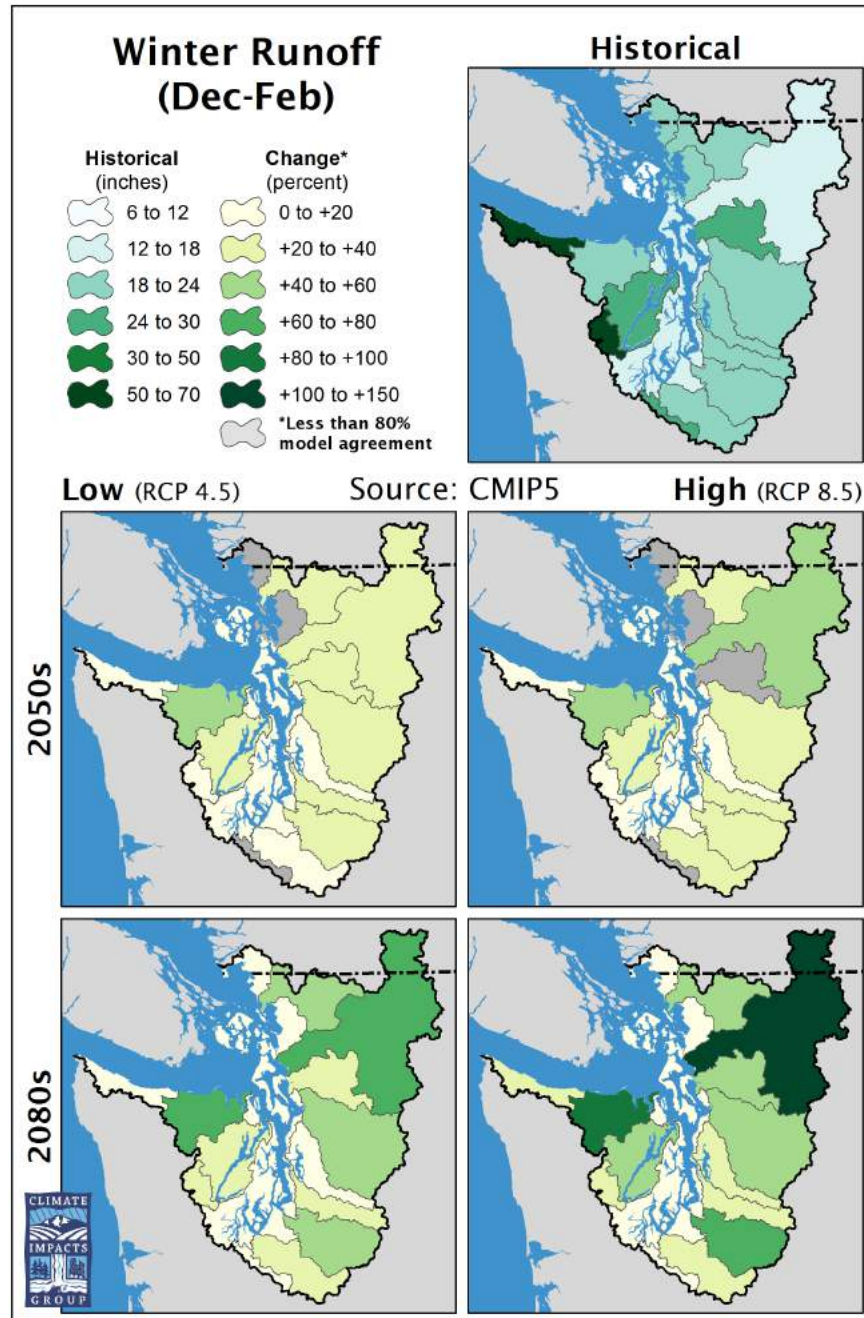 Winter Runoff
(Dec-Feb)
Historical
Historical
(inches)
Change*
(percent)
6 to 12
0 to +20
12 to 18
+20 to +40
18 to 24
+40 to +60
24 to 30
+60 to +80
30 to 50
+80 to +100
50 to 70
+100 to +150
*Less than 80%
model agreement
Low (RCP 4.5)
Source: CMIP5
High (RCP 8.5)
2050s
2080s
CLIMATE
IMPACTS
GROUP